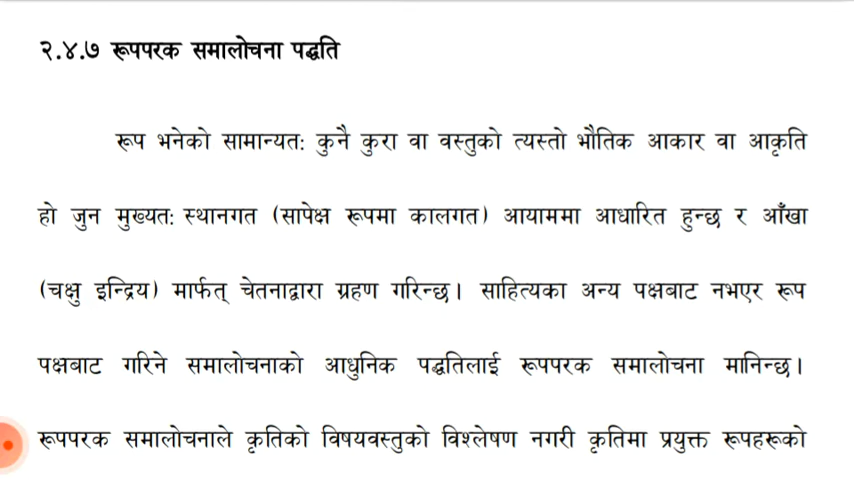 २.४.७ रूपपरक समालोचना पद्धति
रूप भनेको सामान्यत: कुनै कुरा वा वस्तुको त्यस्तो भौतिक आकार वा आकृति
हो जुन मुख्यत: स्थानगत (सापेक्ष रूपमा कालगत) आयाममा आधारित हुन्छ र आँखा
(चक्षु इन्द्रिय) मार्फत् चेतनाद्वारा ग्रहण गरिन्छ। साहित्यका अन्य पक्षबाट नभएर रूप
पक्षबाट गरिने समालोचनाको आधुनिक पद्धतिलाई रूपपरक समालोचना मानिन्छ।
रूपपरक समालोचनाले कृतिको विषयवस्तुको विश्लेषण नगरी कृतिमा प्रयुक्त रूपहरूको